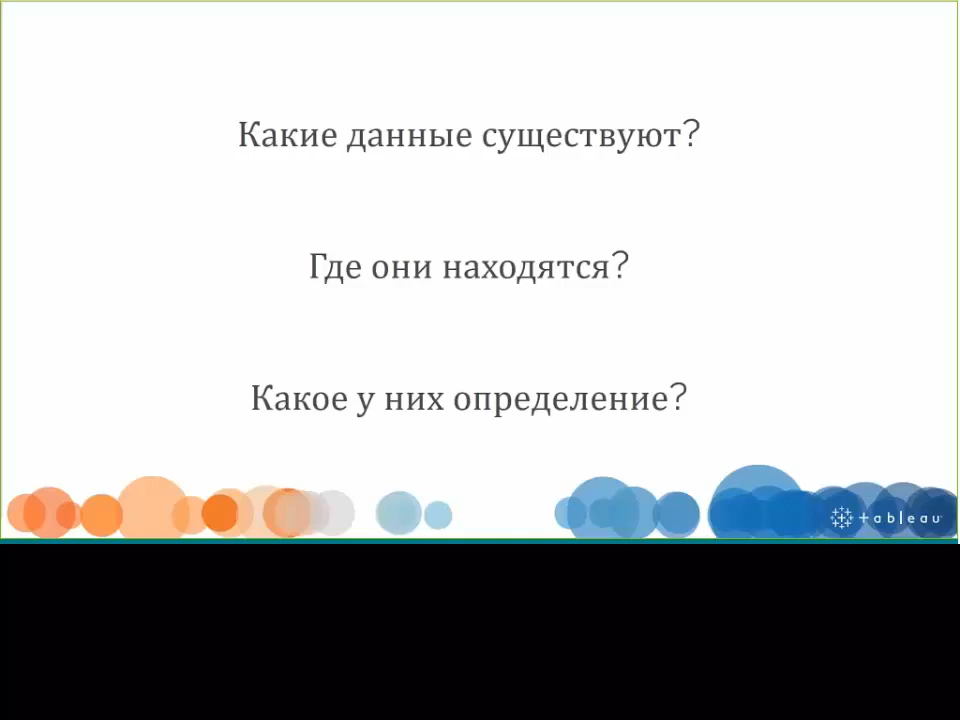 Какие данные существуют?
Где они находятся?
Какое у них определение?
+ableau